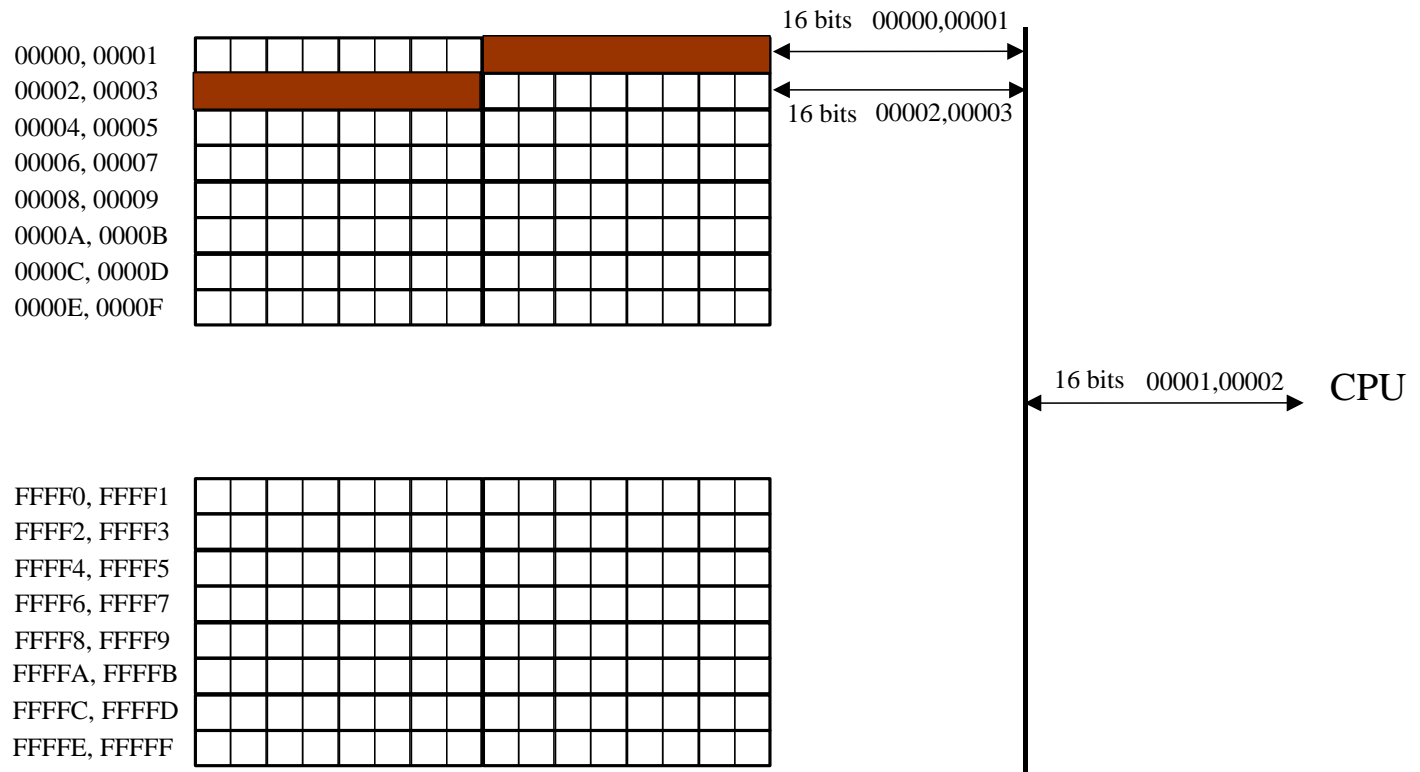 16 bits 00000,00001
00000, 00001
00002, 00003
16 bits 00002,00003
00004, 00005
00006, 00007
00008, 00009
0000A, 0000B
0000C, 0000D
0000E, 0000F
16 bits 00001,00002 CPU
FFFF0, FFFF1
FFFF2, FFFF3
FFFF4, FFFF5
FFFF6, FFFF7
FFFF8, FFFF9
FFFFA, FFFFB
FFFFC, FFFFD
FFFFE, FFFFF